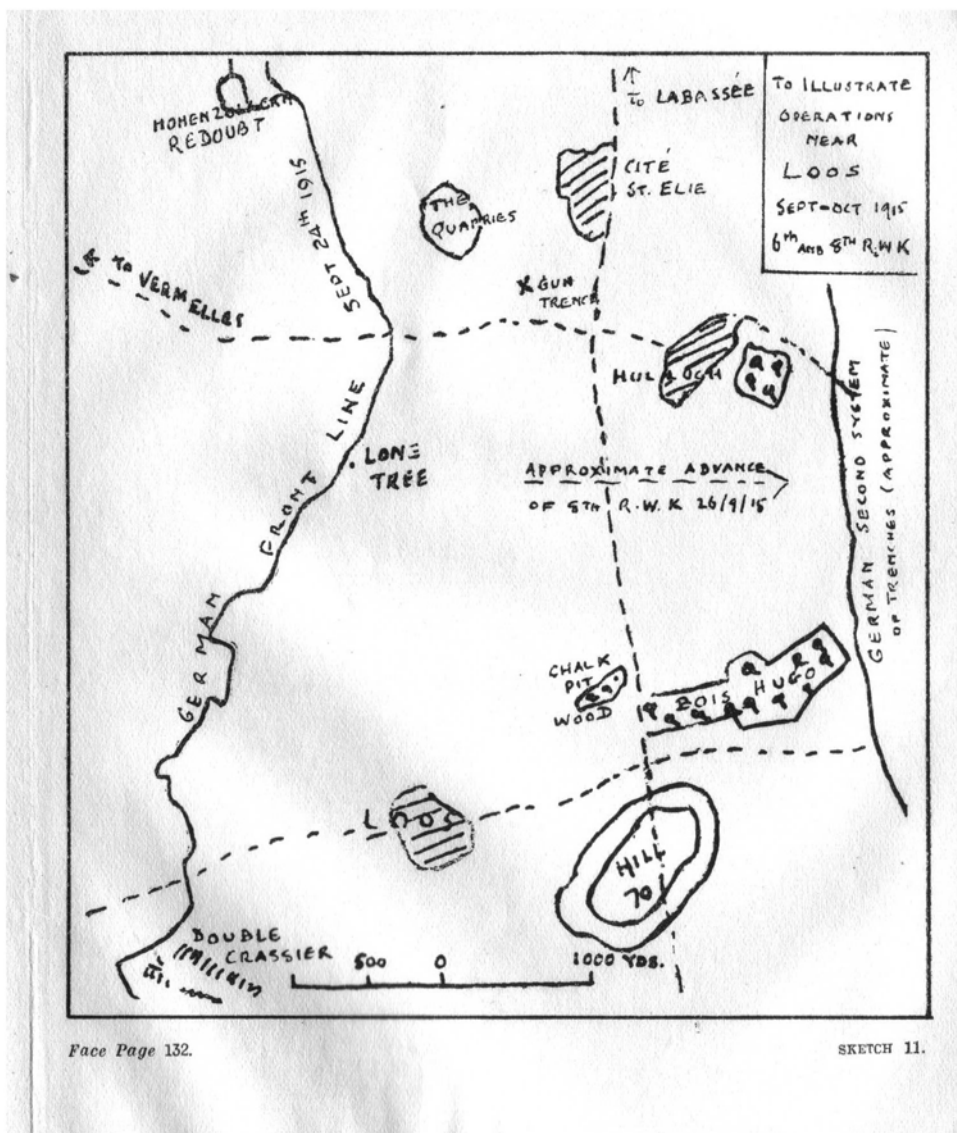 TO ILLUSTRATE
OPERATIONS
NEAR
LOOS
SEPT-OCT 1915
6TH AND 8TH R.W.K
TO LABASSÉE
HOHENZOLLERN
REDOUBT
CITÉ
ST. ELIE
THE
QUARRIES
TO VERMELLES
X GUN
TRENCH
HULLUCH
GERMAN FRONT LINE SEPT 24TH 1915
LONE
TREE
APPROXIMATE ADVANCE
OF 8TH R.W.K 26/9/15
GERMAN SECOND SYSTEM
OF TRENCHES (APPROXIMATE)
CHALK
PIT
WOOD
BOIS HUGO
LOOS
HILL
70
DOUBLE
CRASSIER
500 0 1000 YDS.
Face Page 132.
SKETCH 11.